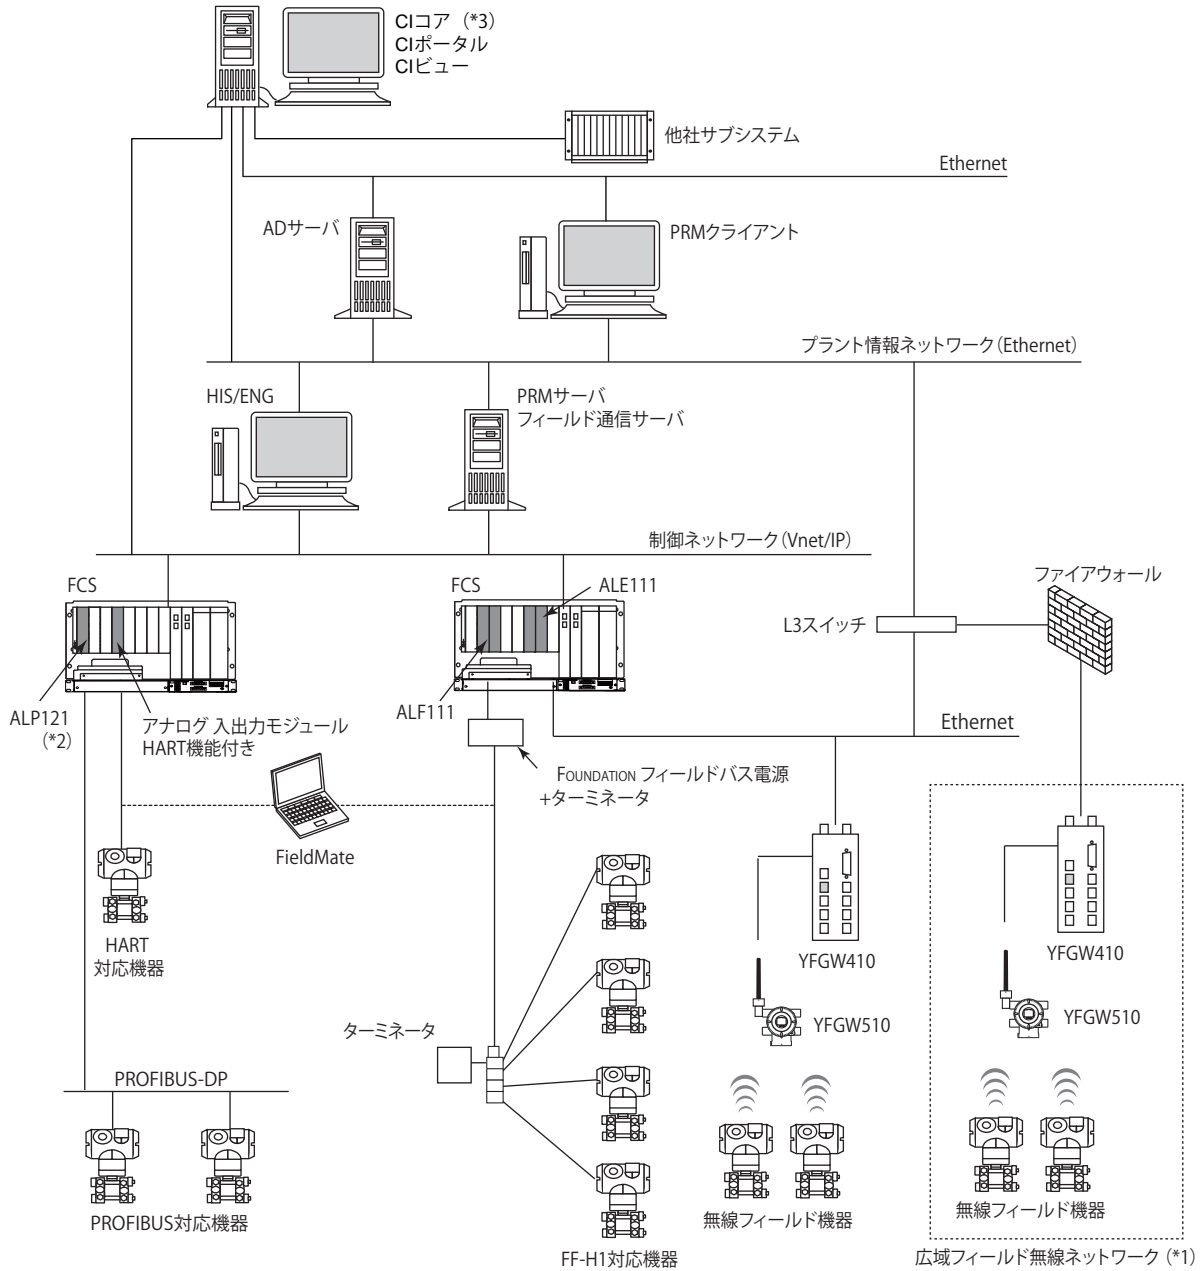 CIコア (*3)
CIポータル
CIビュー
他社サブシステム
Ethernet
ADサーバ
PRMクライアント
プラント情報ネットワーク(Ethernet)
HIS/ENG
PRMサーバ
フィールド通信サーバ
制御ネットワーク(Vnet/IP)
FCS
FCS
ALE111
ファイアウォール
L3スイッチ
ALP121
(*2)
アナログ 入出力モジュール
HART機能付き
ALF111
Ethernet
FOUNDATION フィールドバス電源
+ターミネータ
FieldMate
HART
対応機器
YFGW410
YFGW410
YFGW510
YFGW510
ターミネータ
PROFIBUS-DP
PROFIBUS対応機器
FF-H1対応機器
無線フィールド機器
無線フィールド機器
広域フィールド無線ネットワーク (*1)